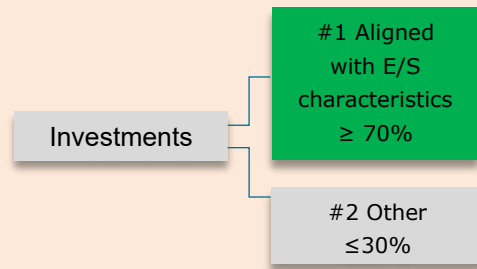 Investments
#1 Aligned
with E/S
characteristics
≥ 70%
#2 Other
≤30%